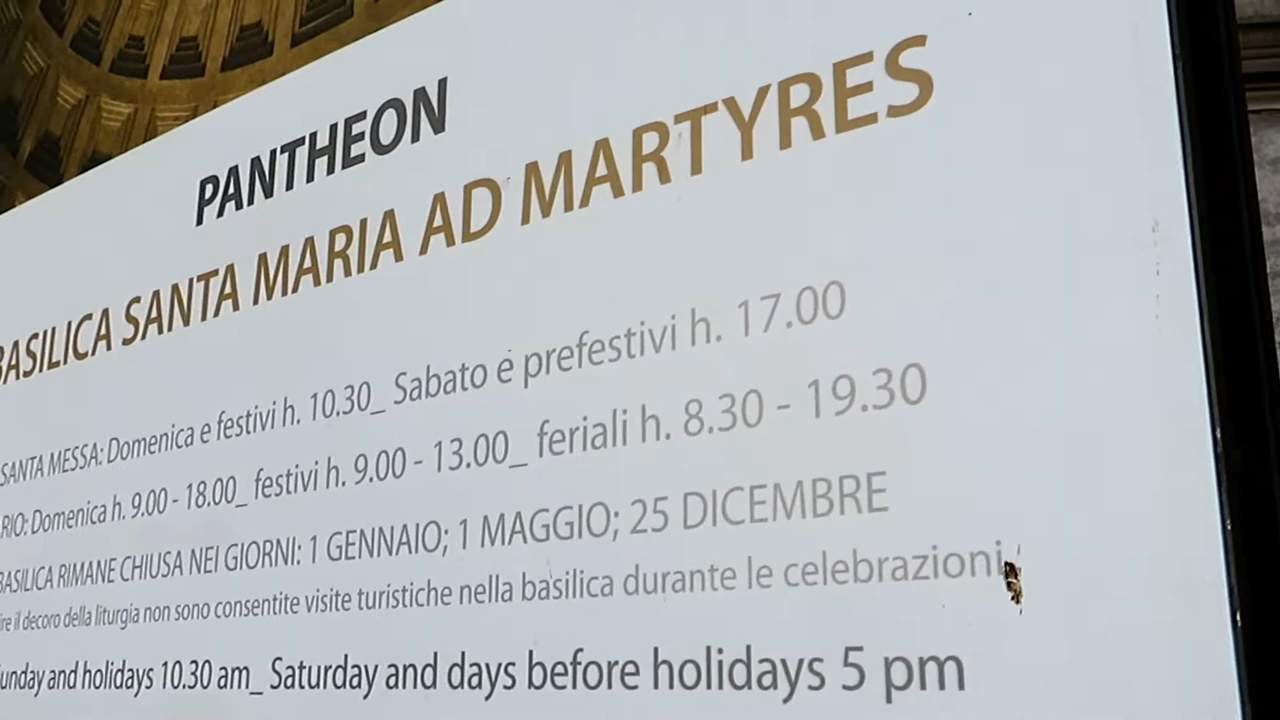 PANTHEON
BASILICA SANTA MARIA AD MARTYRES
SANTA MESSA: Domenica e festivi h. 10.30_ Sabato e prefestivi h. 17.00
RIO: Domenica h. 9.00 - 18.00_ festivi h. 9.00 - 13.00_ feriali h. 8.30 - 19.30
BASILICA RIMANE CHIUSA NEI GIORNI: 1 GENNAIO; 1 MAGGIO; 25 DICEMBRE
ire il decoro della liturgia non sono consentite visite turistiche nella basilica durante le celebrazioni
unday and holidays 10.30 am_ Saturday and days before holidays 5 pm